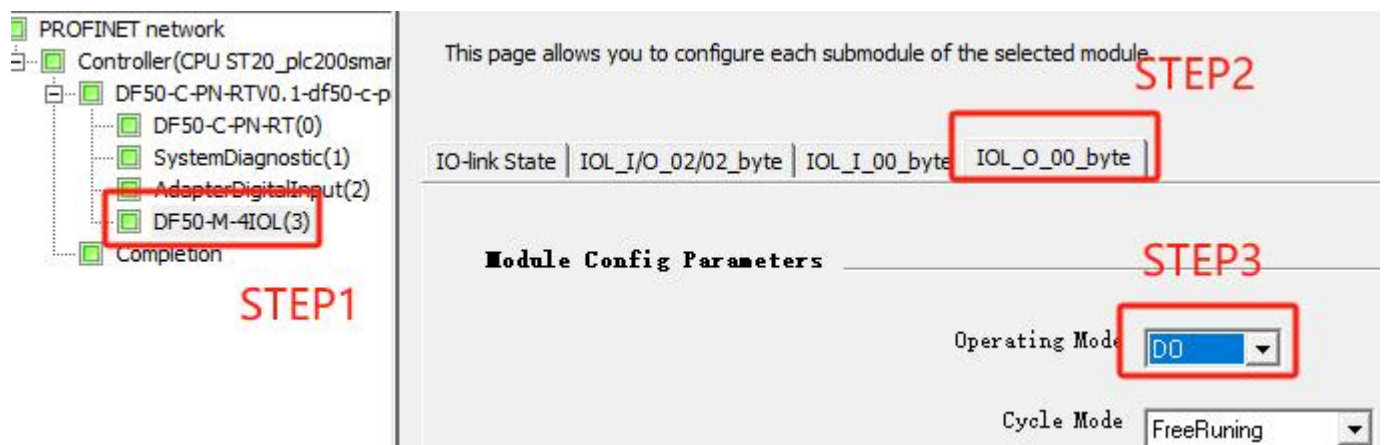 PROFINET network
Controller(CPU ST20_plc200smar
DF50-C-PN-RTV0.1-df50-c-p
DF50-C-PN-RT(0)
SystemDiagnostic(1)
AdapterDigitalInput(2)
DF50-M-4IOL(3)
Completion
STEP1
This page allows you to configure each submodule of the selected module
STEP2
IO-link State IOL_I/O_02/02_byte IOL_I_00_byte IOL_O_00_byte
Module Config Parameters
STEP3
Operating Mode DO
Cycle Mode FreeRuning